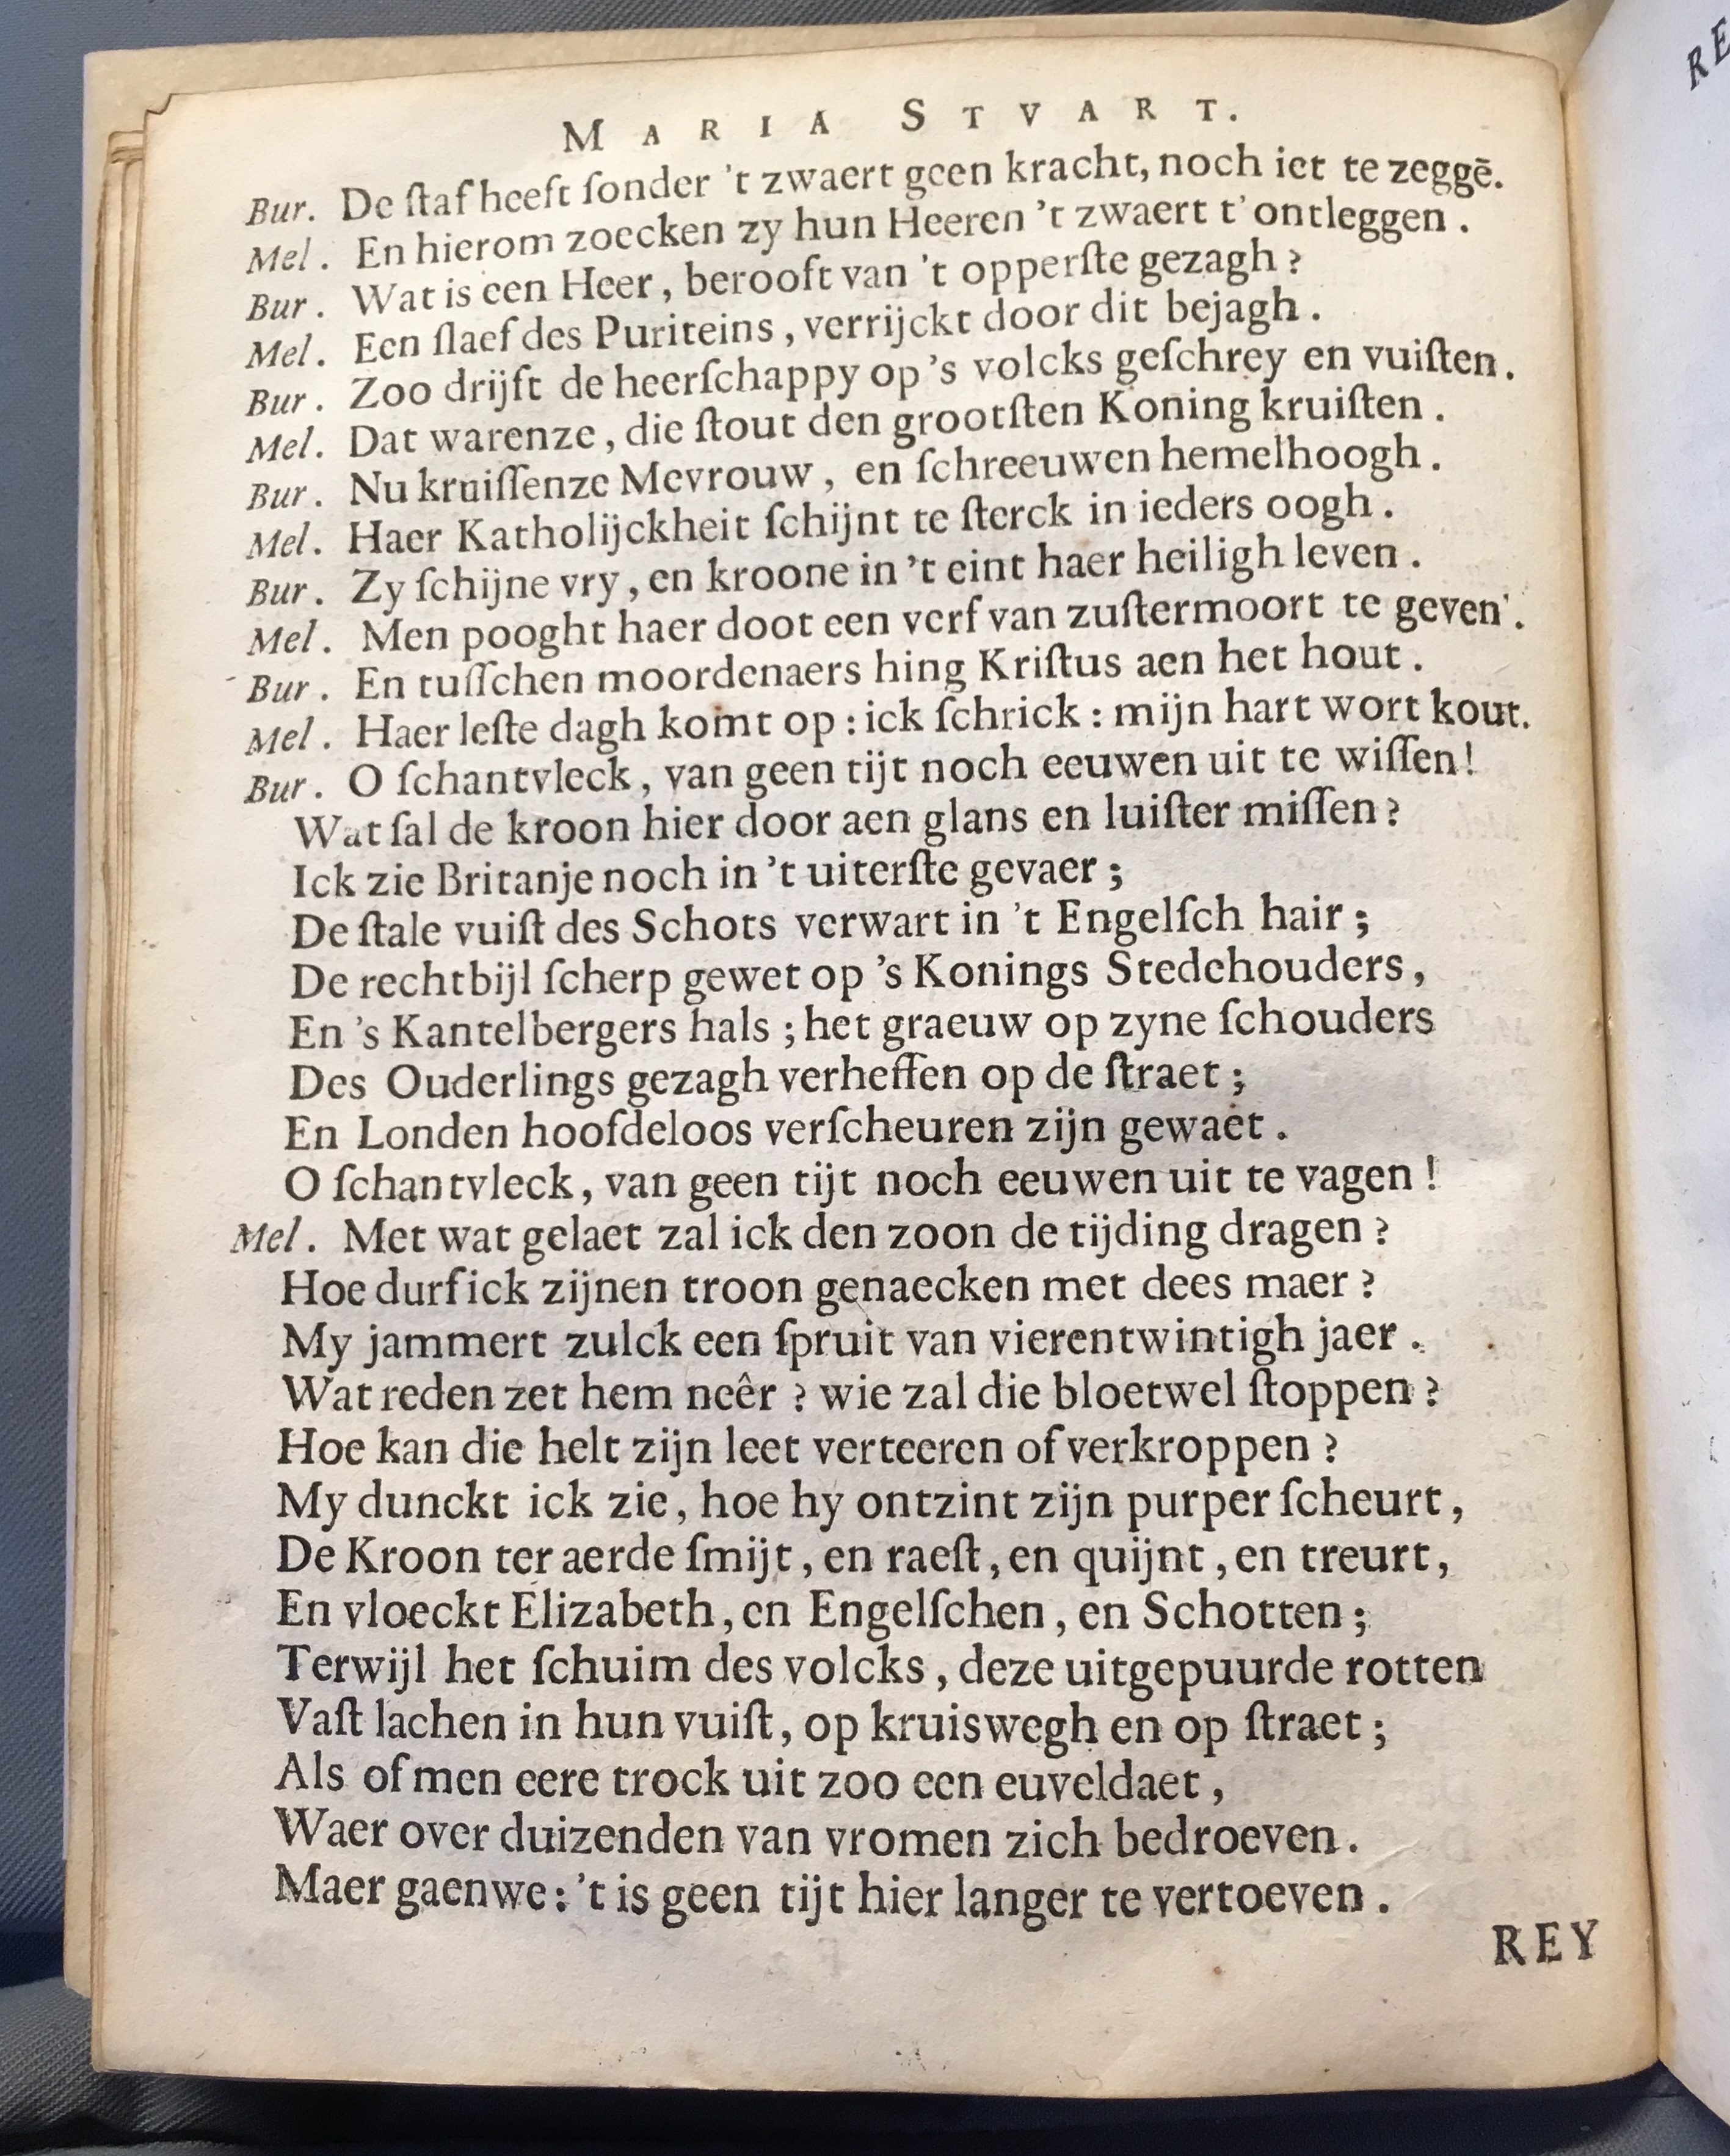 MARIA STVART.
Bur. De ſtaf heeft ſonder 't zwaert geen kracht, noch iet te zeggē.
Mel. En hierom zoecken zy hun Heeren 't zwaert t'ontleggen.
Bur. Wat is een Heer, berooft van 't opperſte gezagh?
Mel. Een ſlaef des Puriteins, verrijckt door dit bejagh.
Bur. Zoo drijft de heerſchappy op 's volcks geſchrey en vuiſten.
Mel. Dat warenze, die ſtout den grootſten Koning kruiſten.
Bur. Nu kruiſſenze Mevrouw, en ſchreeuwen hemelhoogh.
Mel. Haer Katholijckheit ſchijnt te ſterck in ieders oogh.
Bur. Zy ſchijne vry, en kroone in 't eint haer heiligh leven.
Mel. Men pooght haer doot een verf van zuſtermoort te geven'.
Bur. En tuſſchen moordenaers hing Kriſtus aen het hout.
Mel. Haer leſte dagh komt op: ick ſchrick: mijn hart wort kout.
Bur. O ſchantvleck, van geen tijt noch eeuwen uit te wiſſen!
Wat ſal de kroon hier door aen glans en luiſter miſſen?
Ick zie Britanje noch in 't uiterſte gevaer;
De ſtale vuiſt des Schots verwart in 't Engelſch hair;
De rechtbijl ſcherp gewet op 's Konings Stedehouders,
En 's Kantelbergers hals; het graeuw op zyne ſchouders
Des Ouderlings gezagh verheffen op de ſtraet;
En Londen hoofdeloos verſcheuren zijn gewaet.
O ſchantvleck, van geen tijt noch eeuwen uit te vagen!
Mel. Met wat gelaet zal ick den zoon de tijding dragen?
Hoe durf ick zijnen troon genaecken met dees maer?
My jammert zulck een ſpruit van vierentwintigh jaer.
Wat reden zet hem neêr? wie zal die bloetwel ſtoppen?
Hoe kan die helt zijn leet verteeren of verkroppen?
My dunckt ick zie, hoe hy ontzint zijn purper ſcheurt,
De Kroon ter aerde ſmijt, en raeſt, en quijnt, en treurt,
En vloeckt Elizabeth, en Engelſchen, en Schotten;
Terwijl het ſchuim des volcks, deze uitgepuurde rotten
Vaſt lachen in hun vuiſt, op kruiswegh en op ſtraet;
Als of men eere trock uit zoo een euveldaet,
Waer over duizenden van vromen zich bedroeven.
Maer gaenwe: 't is geen tijt hier langer te vertoeven.
REY
RE